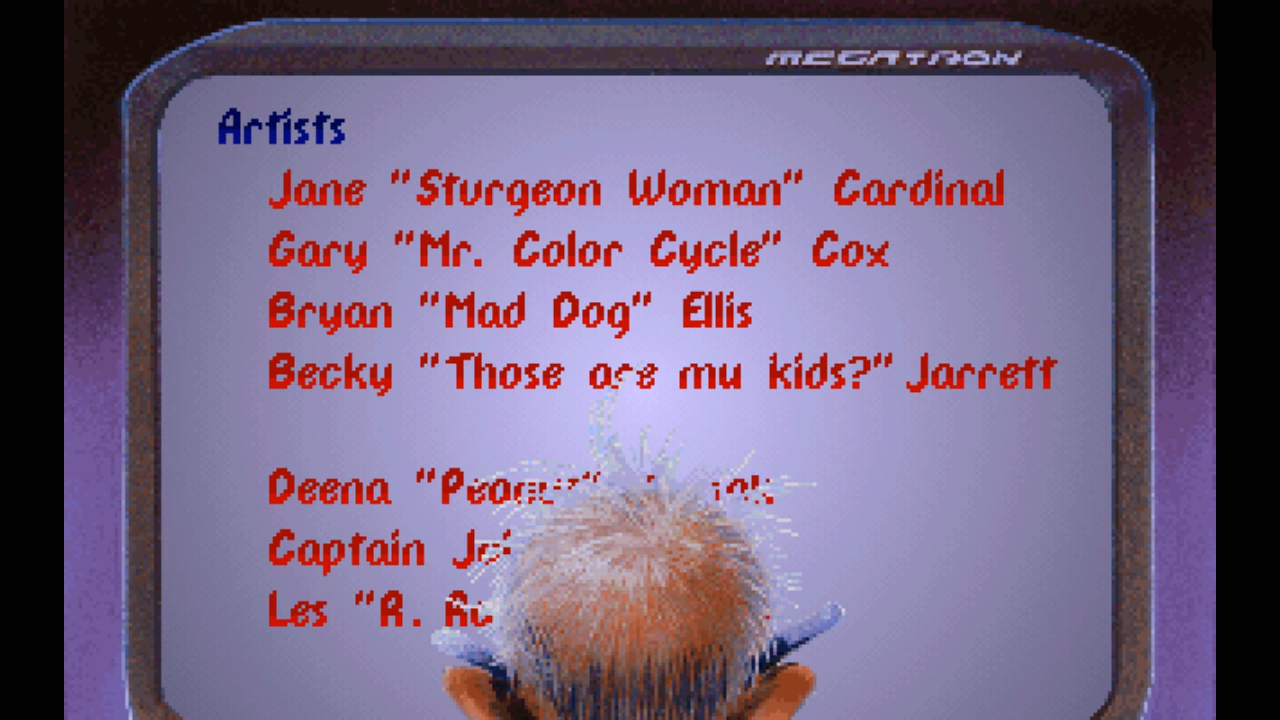 MEGATRON
Artists
Jane "Sturgeon Woman" Cardinal
Gary "Mr. Color Cycle" Cox
Bryan "Mad Dog" Ellis
Becky "Those are mu kids?" Jarrett
Deena
Captain
Les "R.